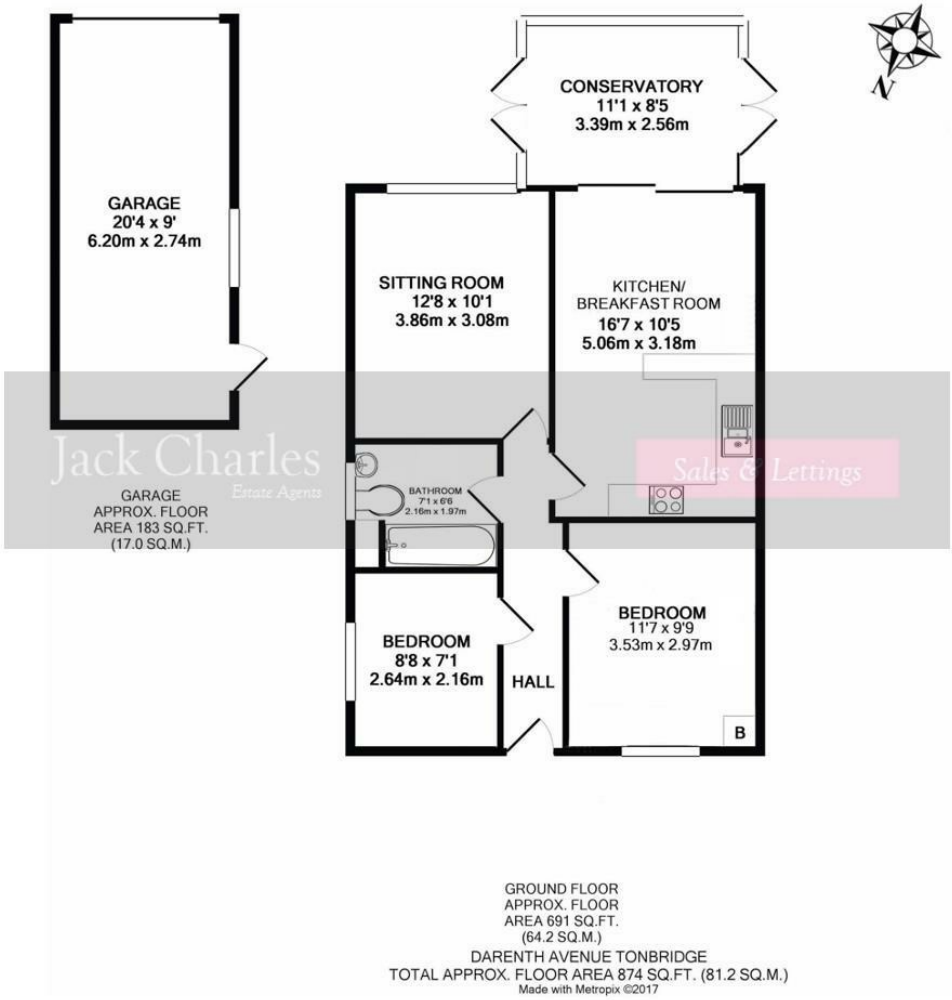 N
CONSERVATORY
11'1 x 8'5
3.39m x 2.56m
GARAGE
20'4 x 9'
6.20m x 2.74m
SITTING ROOM
12'8 x 10'1
3.86m x 3.08m
KITCHEN/
BREAKFAST ROOM
16'7 x 10'5
5.06m x 3.18m
Jack Charles
Estate Agents
Sales & Lettings
GARAGE
APPROX. FLOOR
AREA 183 SQ.FT.
(17.0 SQ.M.)
BATHROOM
7'1 x 6'6
2.16m x 1.97m
BEDROOM
8'8 x 7'1
2.64m x 2.16m
HALL
BEDROOM
11'7 x 9'9
3.53m x 2.97m
B
GROUND FLOOR
APPROX. FLOOR
AREA 691 SQ.FT.
(64.2 SQ.M.)
DARENTH AVENUE TONBRIDGE
TOTAL APPROX. FLOOR AREA 874 SQ.FT. (81.2 SQ.M.)
Made with Metropix ©2017